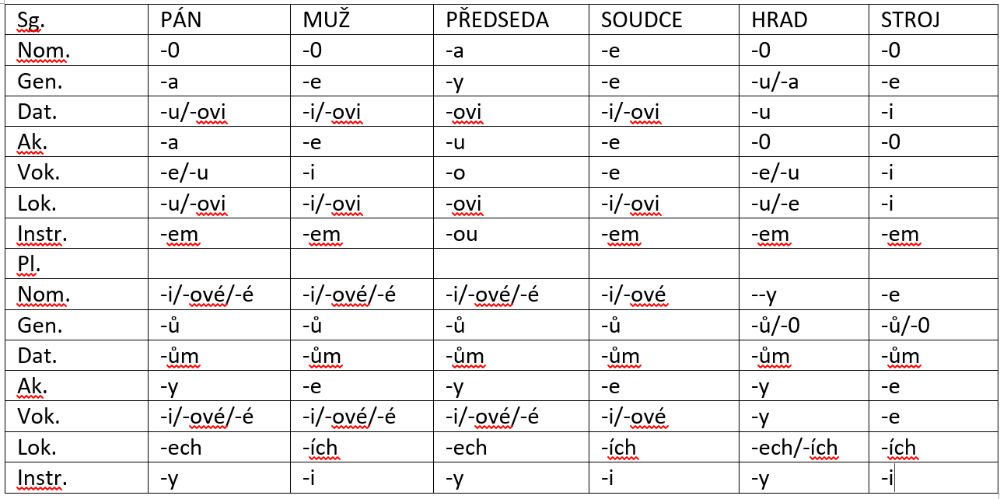 Sg. PÁN MUŽ PŘEDSEDA SOUDCE HRAD STROJ
Nom. -0 -0 -a -e -0 -0
Gen. -a -e -y -e -u/-a -e
Dat. -u/-ovi -i/-ovi -ovi -i/-ovi -u -i
Ak. -a -e -u -e -0 -0
Vok. -e/-u -i -o -e -e/-u -i
Lok. -u/-ovi -i/-ovi -ovi -i/-ovi -u/-e -i
Instr. -em -em -ou -em -em -em
Pl.
Nom. -i/-ové/-é -i/-ové/-é -i/-ové/-é -i/-ové --y -e
Gen. -ů -ů -ů -ů -ů/-0 -ů/-0
Dat. -ům -ům -ům -ům -ům -ům
Ak. -y -e -y -e -y -e
Vok. -i/-ové/-é -i/-ové/-é -i/-ové/-é -i/-ové -y -e
Lok. -ech -ích -ech -ích -ech/-ích -ích
Instr. -y -i -y -i -y -i